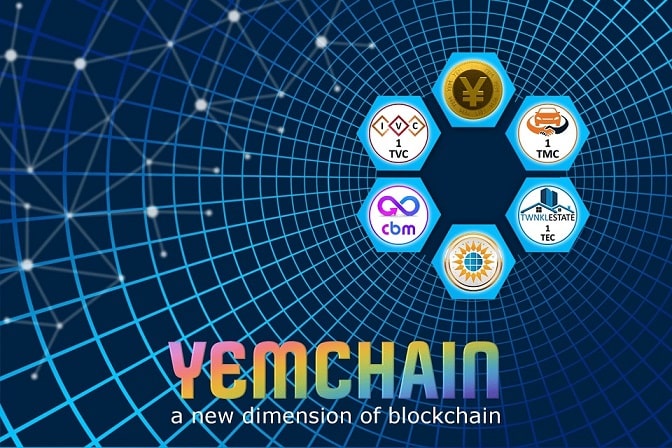 ¥
IVC
1
TVC
1
TMC
cbm
TWNKLESTATE
1
TEC
YEMCHAIN
a new dimension of blockchain